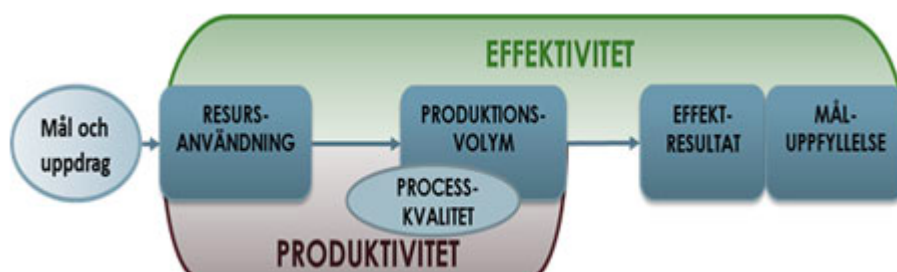 EFFEKTIVITET
Mål och
uppdrag
RESURS-
ANVÄNDNING
PRODUKTIONS-
VOLYM
PROCESS-
KVALITET
EFFEKT-
RESULTAT
MÅL-
UPPFYLLELSE
PRODUKTIVITET